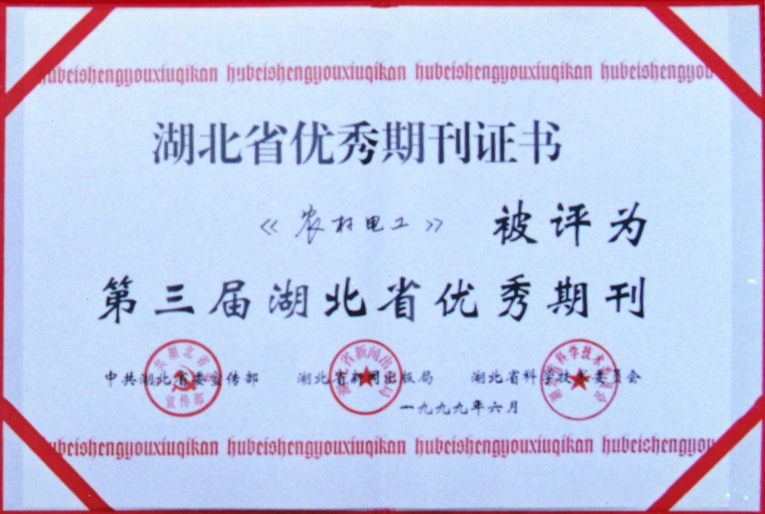 hubeishengyouxiuqikan hubeishengyouxiuqikan hubeishengyouxiuqikan hubeishengyou
湖北省优秀期刊证书
《农村电工》 被评为
第三届湖北省优秀期刊
中共湖北省委宣传部 湖北省新闻出版局 湖北省科学技术委员会
一九九九年六月
hubeishengyouxiuqikan hubeishengyouxiuqikan hubeishengyouxiuqikan hubeishengyou